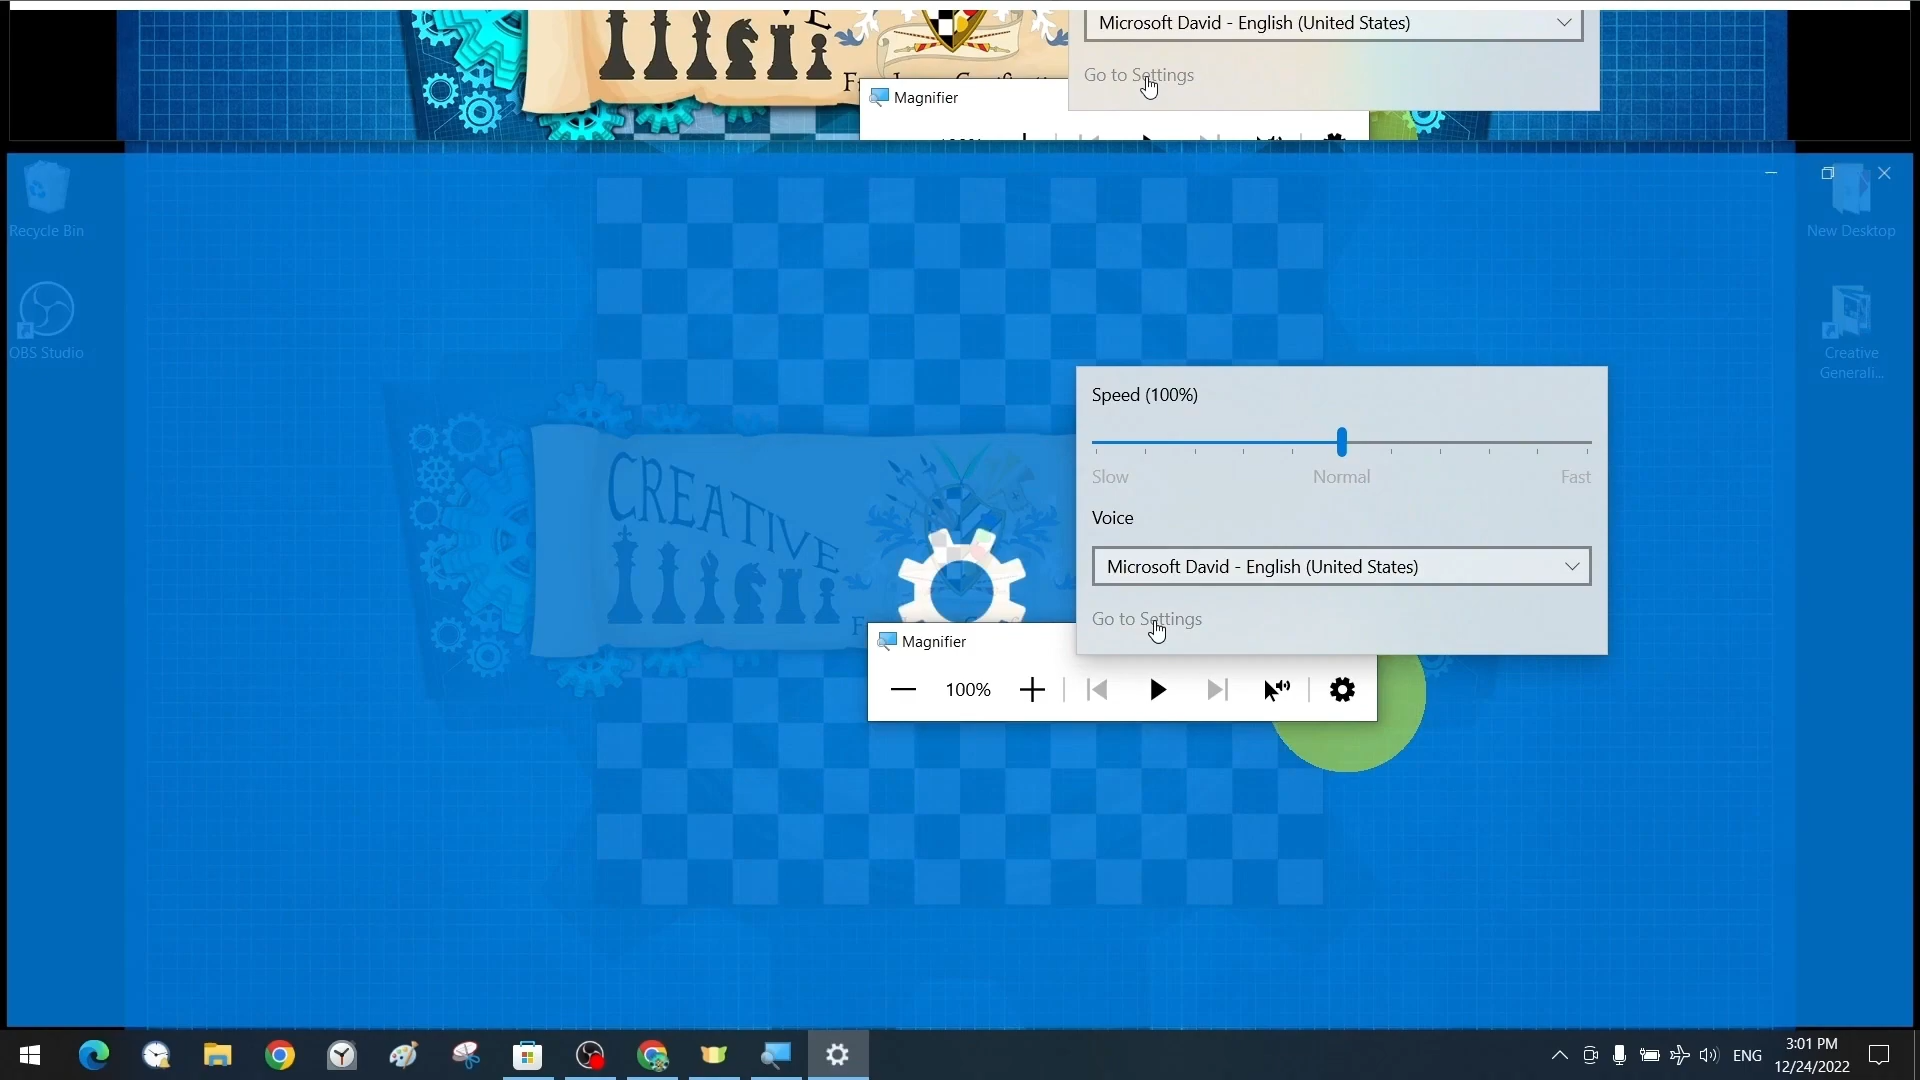 Microsoft David - English (United States)
Go to Settings
Magnifier
Recycle Bin
New Desktop
OBS Studio
Creative
Generali...
Speed (100%)
Slow
Normal
Fast
Voice
CREATIVE
Microsoft David - English (United States)
Go to Settings
Magnifier
100%
ENG
3:01 PM
12/24/2022